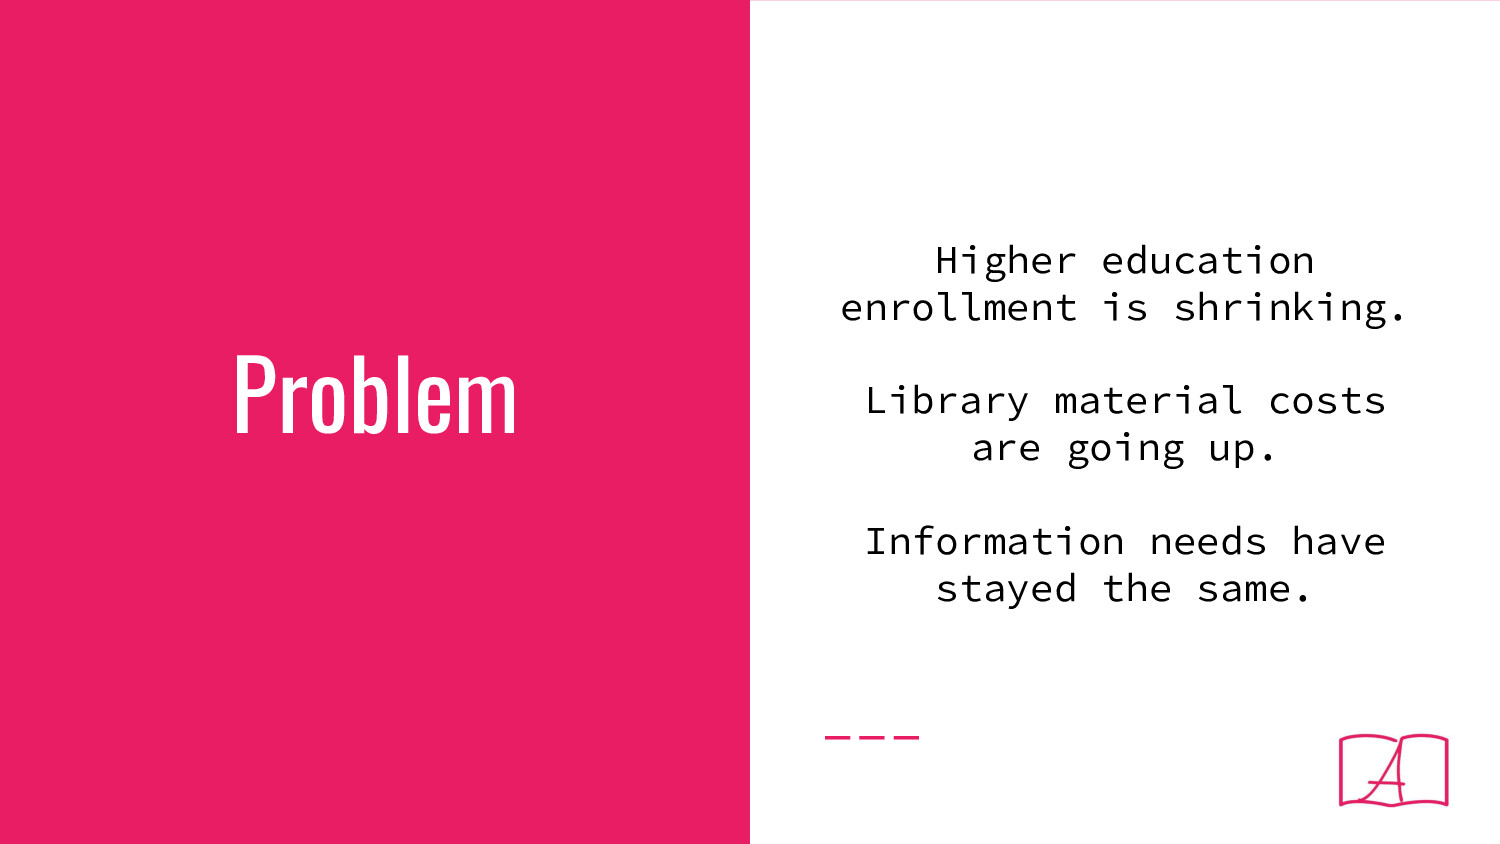 Problem
Higher education
enrollment is shrinking.
Library material costs
are going up.
Information needs have
stayed the same.
A